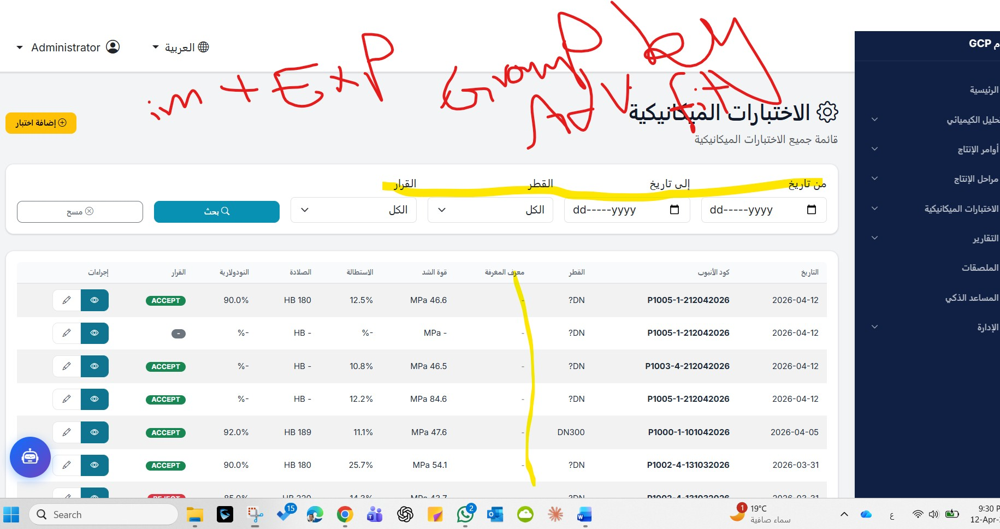 im + Exp Group by
Adv Fit
Administrator
العربية
GCP م
الرئيسية
تحليل الكيميائي
أوامر الإنتاج
مراحل الإنتاج
الاختبارات الميكانيكية
التقارير
الملصقات
المساعد الذكي
الإدارة
الاختبارات الميكانيكية
قائمة جميع الاختبارات الميكانيكية
إضافة اختبار
من تاريخ إلى تاريخ القطر القرار
dd-----yyyy dd-----yyyy الكل الكل بحث مسح
التاريخ كود الأنبوب القطر معرف المغرفة قوة الشد الاستطالة الصلادة النودولارية القرار إجراءات
2026-04-12 P1005-1-212042026 ?DN - MPa 46.6 12.5% HB 180 90.0% ACCEPT
2026-04-12 P1005-1-212042026 ?DN - MPa - %- HB - %- -
2026-04-12 P1003-4-212042026 ?DN - MPa 46.5 10.8% HB - %- ACCEPT
2026-04-12 P1005-1-212042026 ?DN - MPa 84.6 12.2% HB - %- ACCEPT
2026-04-05 P1000-1-101042026 DN300 - MPa 47.6 11.1% HB 189 92.0% ACCEPT
2026-03-31 P1002-4-131032026 ?DN - MPa 54.1 25.7% HB 180 90.0% ACCEPT
2026-03-31 P1002-4-131032026 ?DN MPa 43.7 14.3% HB 220 85.0% REJECT
Search
15
2
1
19°C
سماء صافية
ع
9:30 P
12-Apr-